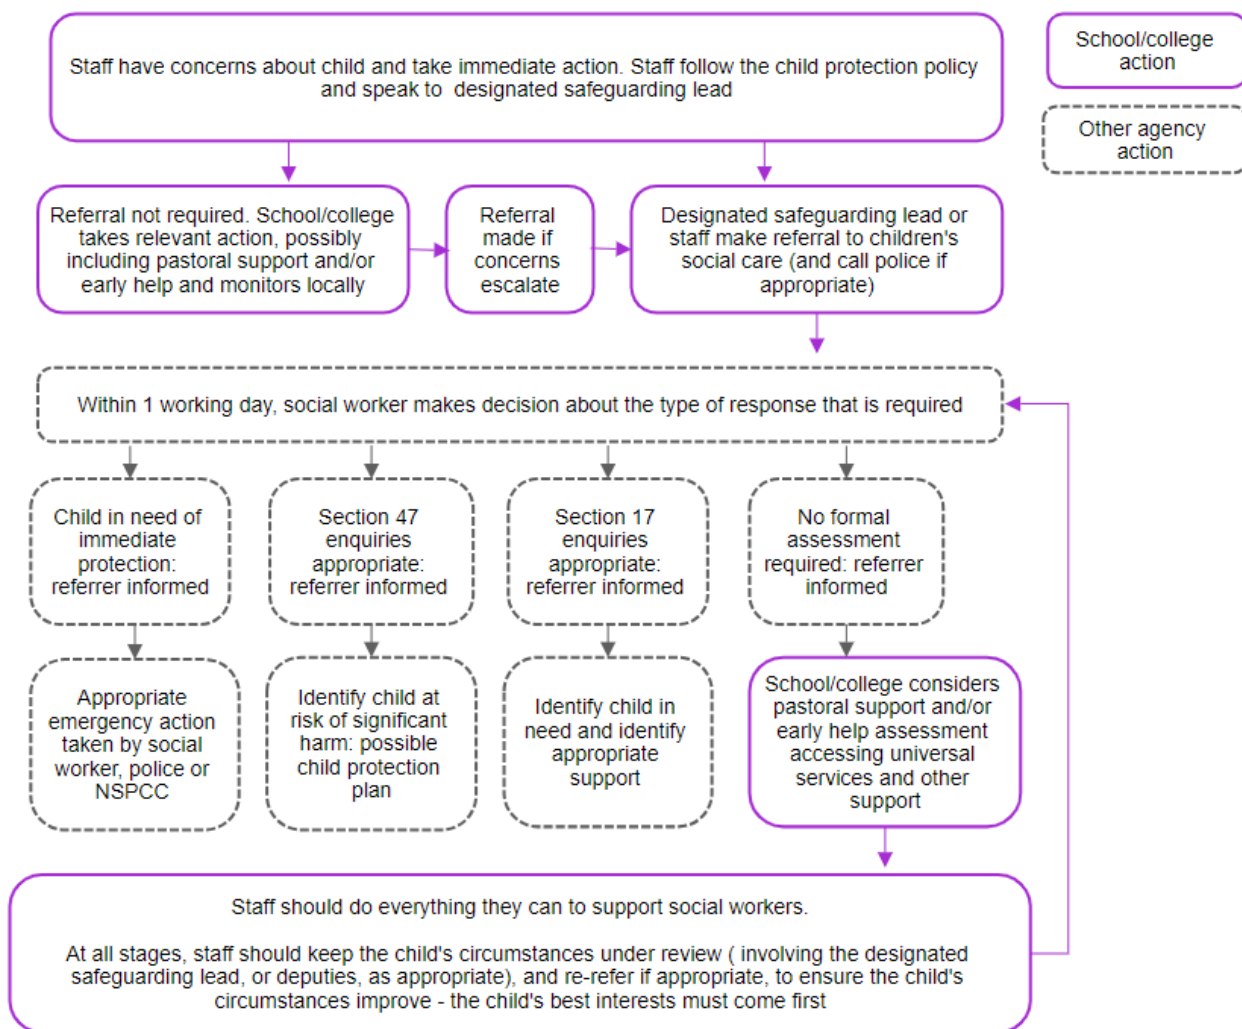 Staff have concerns about child and take immediate action. Staff follow the child protection policy
and speak to  designated safeguarding lead
School/college
action
Other agency
action
Referral not required. School/college
takes relevant action, possibly
including pastoral support and/or
early help and monitors locally
Referral
made if
concerns
escalate
Designated safeguarding lead or
staff make referral to children's
social care (and call police if
appropriate)
Within 1 working day, social worker makes decision about the type of response that is required
Child in need of
immediate
protection:
referrer informed
Section 47
enquiries
appropriate:
referrer informed
Section 17
enquiries
appropriate:
referrer informed
No formal
assessment
required: referrer
informed
Appropriate
emergency action
taken by social
worker, police or
NSPCC
Identify child at
risk of significant
harm: possible
child protection
plan
Identify child in
need and identify
appropriate
support
School/college considers
pastoral support and/or
early help assessment
accessing universal
services and other
support
Staff should do everything they can to support social workers.
At all stages, staff should keep the child's circumstances under review ( involving the designated
safeguarding lead, or deputies, as appropriate), and re-refer if appropriate, to ensure the child's
circumstances improve - the child's best interests must come first